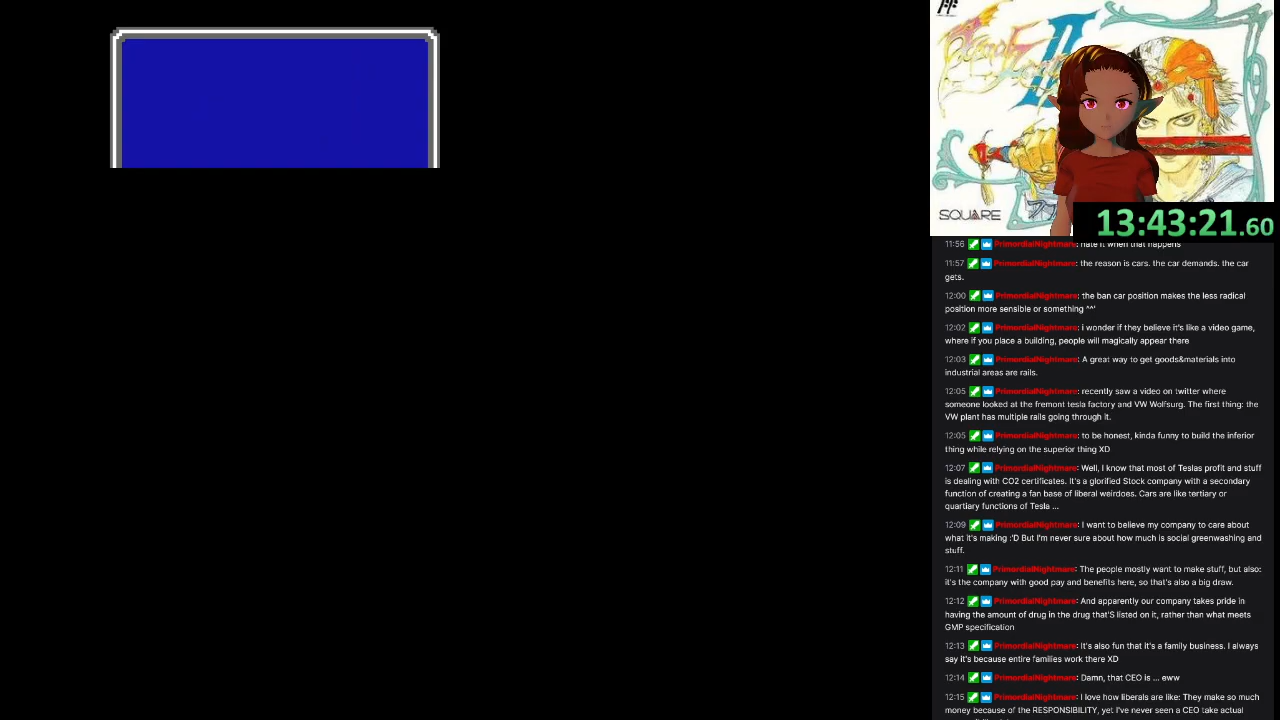 II
SQUARE
13:43:21.60
11:56 PrimordialNightmare: hate it when that happens
11:57 PrimordialNightmare: the reason is cars. the car demands. the car
gets.
12:00 PrimordialNightmare: the ban car position makes the less radical
position more sensible or something ^^'
12:02 PrimordialNightmare: i wonder if they believe it's like a video game,
where if you place a building, people will magically appear there
12:03 PrimordialNightmare: A great way to get goods&materials into
industrial areas are rails.
12:05 PrimordialNightmare: recently saw a video on twitter where
someone looked at the fremont tesla factory and VW Wolfsurg. The first thing: the
VW plant has multiple rails going through it.
12:05 PrimordialNightmare: to be honest, kinda funny to build the inferior
thing while relying on the superior thing XD
12:07 PrimordialNightmare: Well, I know that most of Teslas profit and stuff
is dealing with CO2 certificates. It's a glorified Stock company with a secondary
function of creating a fan base of liberal weirdoes. Cars are like tertiary or
quartiary functions of Tesla ...
12:09 PrimordialNightmare: I want to believe my company to care about
what it's making :'D But I'm never sure about how much is social greenwashing and
stuff.
12:11 PrimordialNightmare: The people mostly want to make stuff, but also:
it's the company with good pay and benefits here, so that's also a big draw.
12:12 PrimordialNightmare: And apparently our company takes pride in
having the amount of drug in the drug that'S listed on it, rather than what meets
GMP specification
12:13 PrimordialNightmare: It's also fun that it's a family business. I always
say it's because entire families work there XD
12:14 PrimordialNightmare: Damn, that CEO is ... eww
12:15 PrimordialNightmare: I love how liberals are like: They make so much
money because of the RESPONSIBILITY, yet I've never seen a CEO take actual